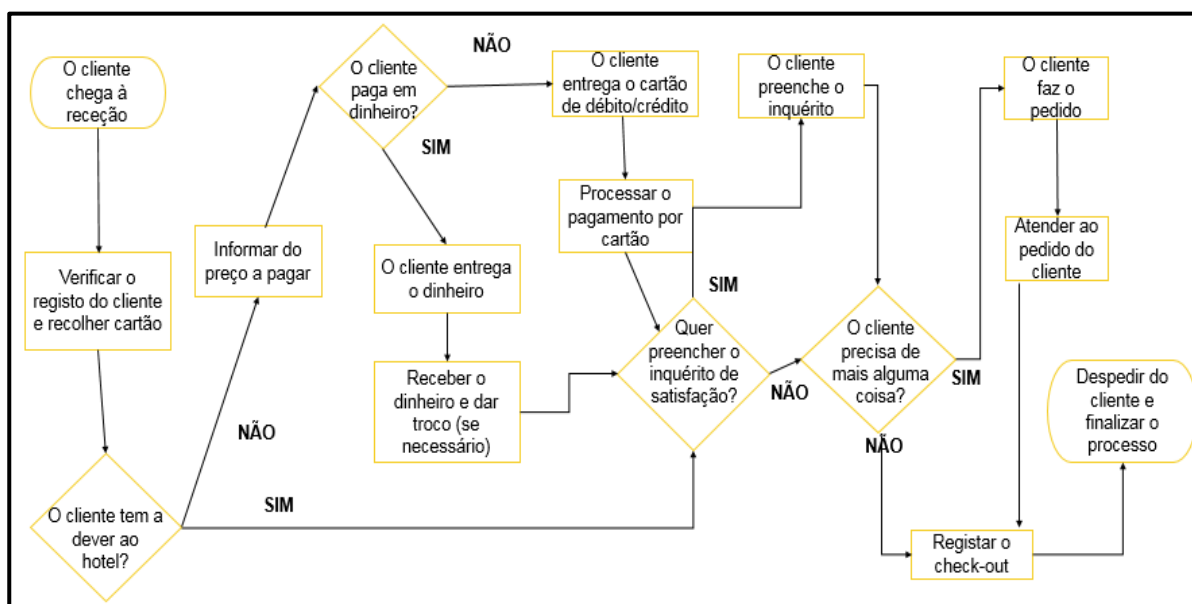 O cliente
chega à
receção
Verificar o
registo do cliente
e recolher cartão
O cliente tem a
dever ao
hotel?
NÃO
SIM
Informar do
preço a pagar
O cliente
paga em
dinheiro?
NÃO
SIM
O cliente entrega
o dinheiro
Receber o
dinheiro e dar
troco (se
necessário)
O cliente
entrega o cartão
de débito/crédito
Processar o
pagamento por
cartão
Quer
preencher o
inquérito de
satisfação?
SIM
NÃO
O cliente
preenche o
inquérito
O cliente
precisa de
mais alguma
coisa?
SIM
NÃO
O cliente
faz o
pedido
Atender ao
pedido do
cliente
Registar o
check-out
Despedir do
cliente e
finalizar o
processo